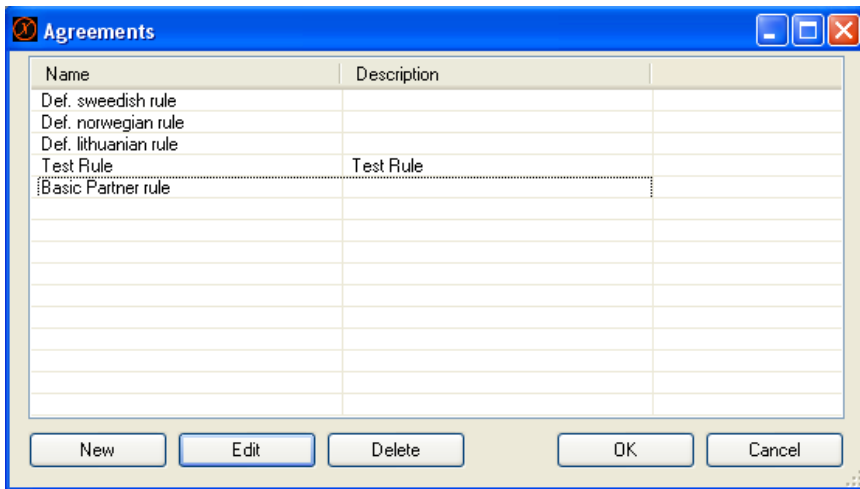 Agreements
Name Description
Def. sweedish rule
Def. norwegian rule
Def. lithuanian rule
Test Rule Test Rule
Basic Partner rule
New Edit Delete OK Cancel